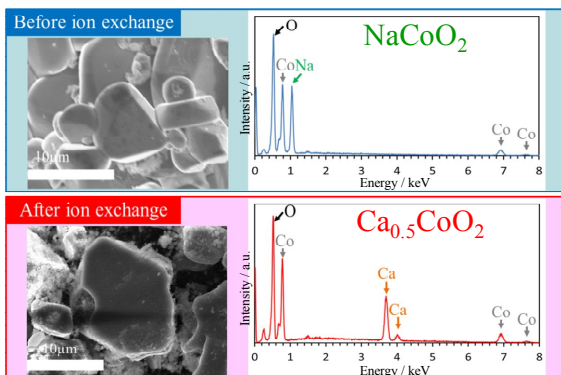 Before ion exchange
10μm
NaCoO₂
O
Co Na
Co
Co
Intensity / a.u.
0 1 2 3 4 5 6 7 8
Energy / keV
After ion exchange
10μm
Ca₀.₅CoO₂
O
Co
Ca
Ca
Co
Co
Intensity / a.u.
0 1 2 3 4 5 6 7 8
Energy / keV